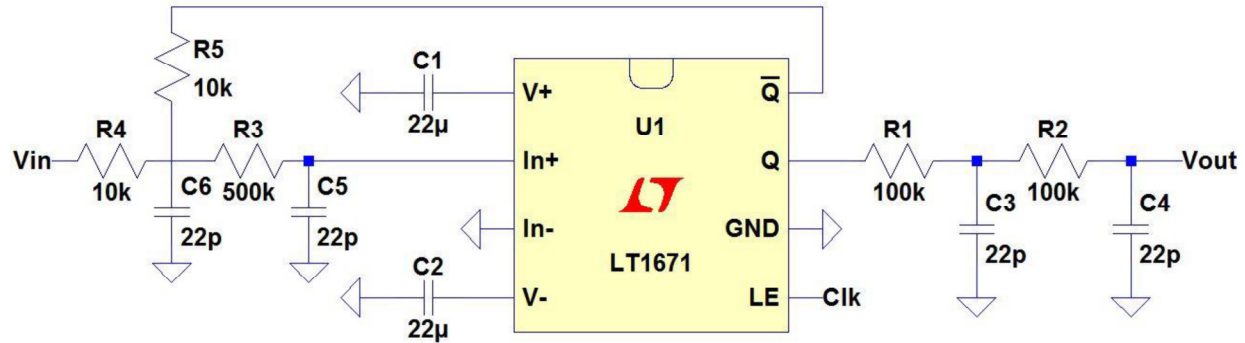 R5
10k
C1
22µ
V+
Q̅
U1
R4
R3
R1
R2
Vin
In+
Q
Vout
10k
500k
100k
100k
C6
22p
C5
22p
C3
22p
C4
22p
In-
GND
LT1671
C2
22µ
V-
LE
Clk